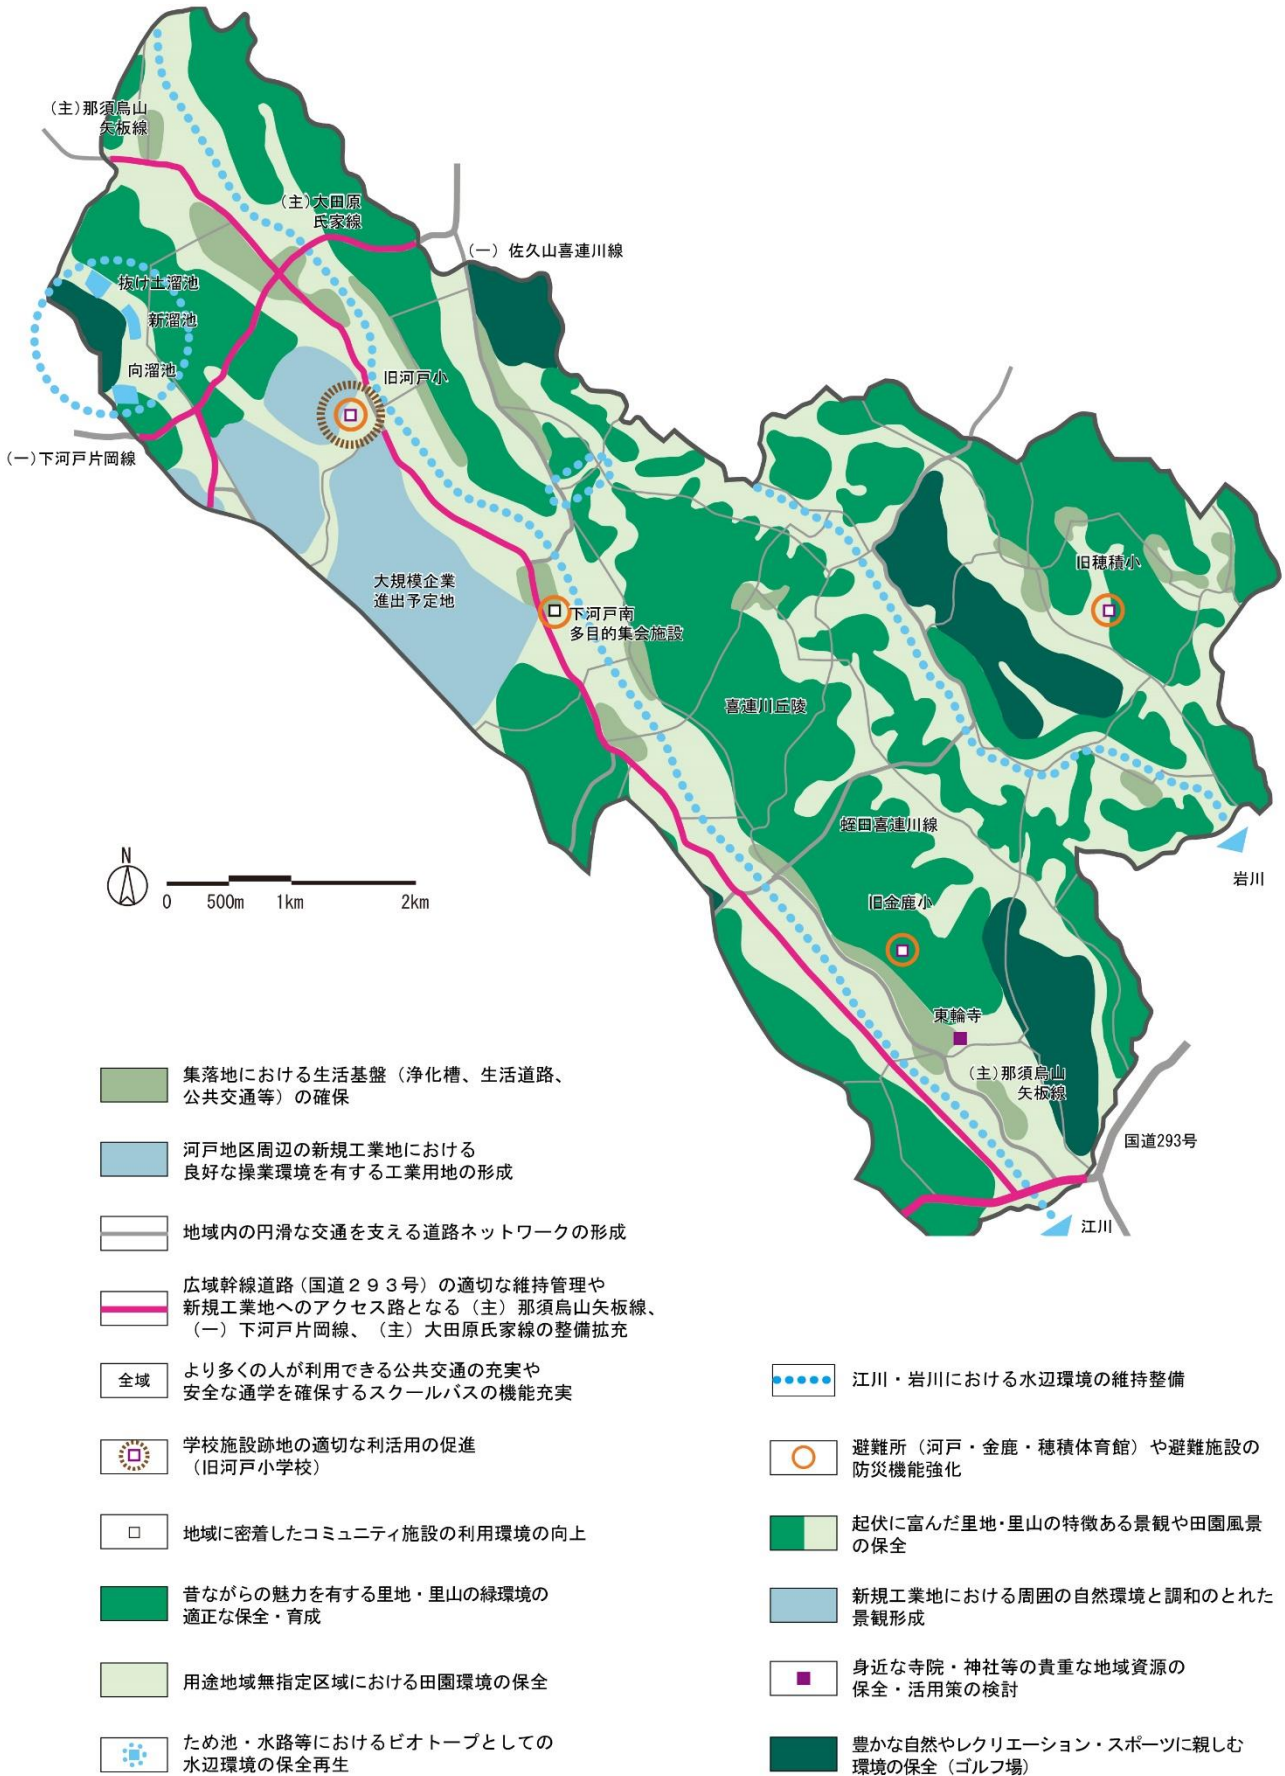 (主)那須烏山
矢板線
(主)大田原
氏家線
(一) 佐久山喜連川線
抜け土溜池
新溜池
向溜池
旧河戸小
(一)下河戸片岡線
大規模企業
進出予定地
下河戸南
多目的集会施設
旧穂積小
喜連川丘陵
蛭田喜連川線
岩川
旧金鹿小
東輪寺
(主)那須烏山
矢板線
国道293号
江川
N
0 500m 1km 2km
集落地における生活基盤(浄化槽、生活道路、
公共交通等)の確保
河戸地区周辺の新規工業地における
良好な操業環境を有する工業用地の形成
地域内の円滑な交通を支える道路ネットワークの形成
広域幹線道路(国道293号)の適切な維持管理や
新規工業地へのアクセス路となる(主)那須烏山矢板線、
(一)下河戸片岡線、(主)大田原氏家線の整備拡充
全域
より多くの人が利用できる公共交通の充実や
安全な通学を確保するスクールバスの機能充実
学校施設跡地の適切な利活用の促進
(旧河戸小学校)
地域に密着したコミュニティ施設の利用環境の向上
昔ながらの魅力を有する里地・里山の緑環境の
適正な保全・育成
用途地域無指定区域における田園環境の保全
ため池・水路等におけるビオトープとしての
水辺環境の保全再生
江川・岩川における水辺環境の維持整備
避難所(河戸・金鹿・穂積体育館)や避難施設の
防災機能強化
起伏に富んだ里地・里山の特徴ある景観や田園風景
の保全
新規工業地における周囲の自然環境と調和のとれた
景観形成
身近な寺院・神社等の貴重な地域資源の
保全・活用策の検討
豊かな自然やレクリエーション・スポーツに親しむ
環境の保全(ゴルフ場)